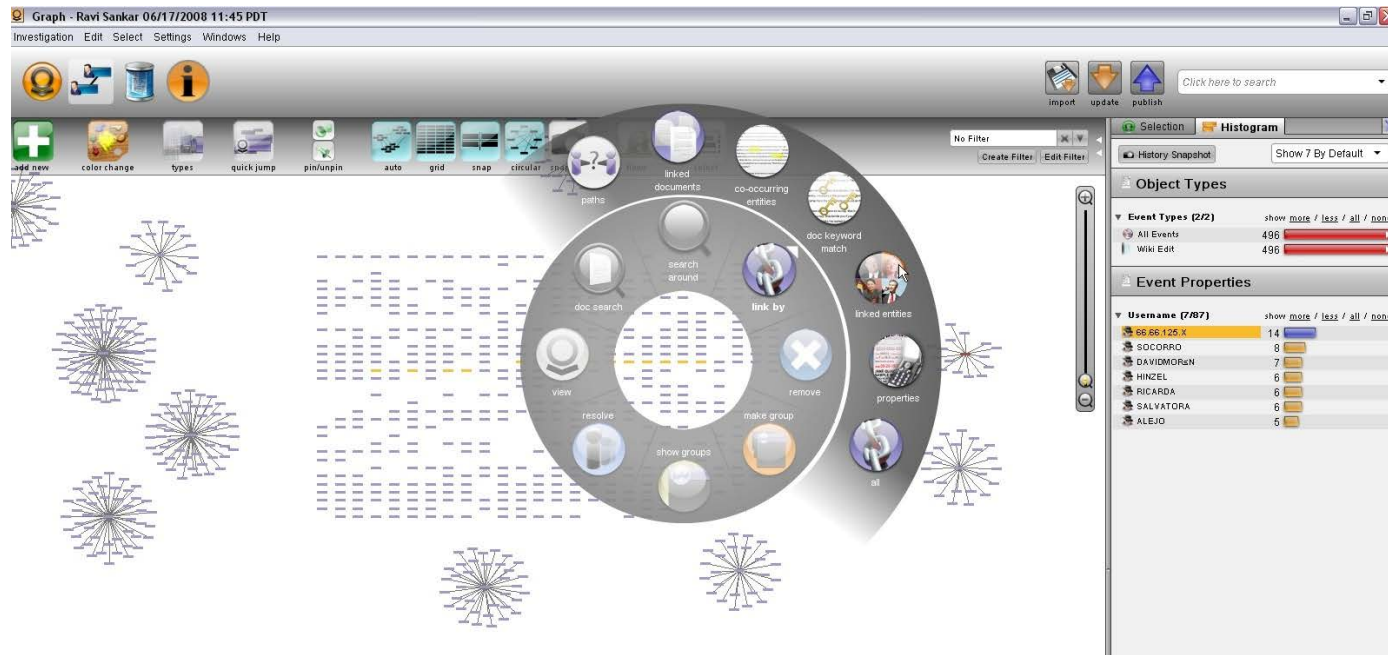 Graph - Ravi Sankar 06/17/2008 11:45 PDT
Investigation Edit Select Settings Windows Help
import update publish
Click here to search
add new color change types quick jump pin/unpin auto grid snap circular
No Filter
Create Filter Edit Filter
paths
linked
documents
co-occurring
entities
doc keyword
match
linked entities
properties
all
search
around
link by
remove
make group
show groups
resolve
view
doc search
Selection Histogram
History Snapshot Show 7 By Default
Object Types
Event Types (2/2) show more / less / all / none
All Events 496
Wiki Edit 496
Event Properties
Username (7/87) show more / less / all / none
66.66.125.X 14
SOCORRO 8
HINZEL 6
RICARDA 6
SALVATORA 6
ALEJO 5